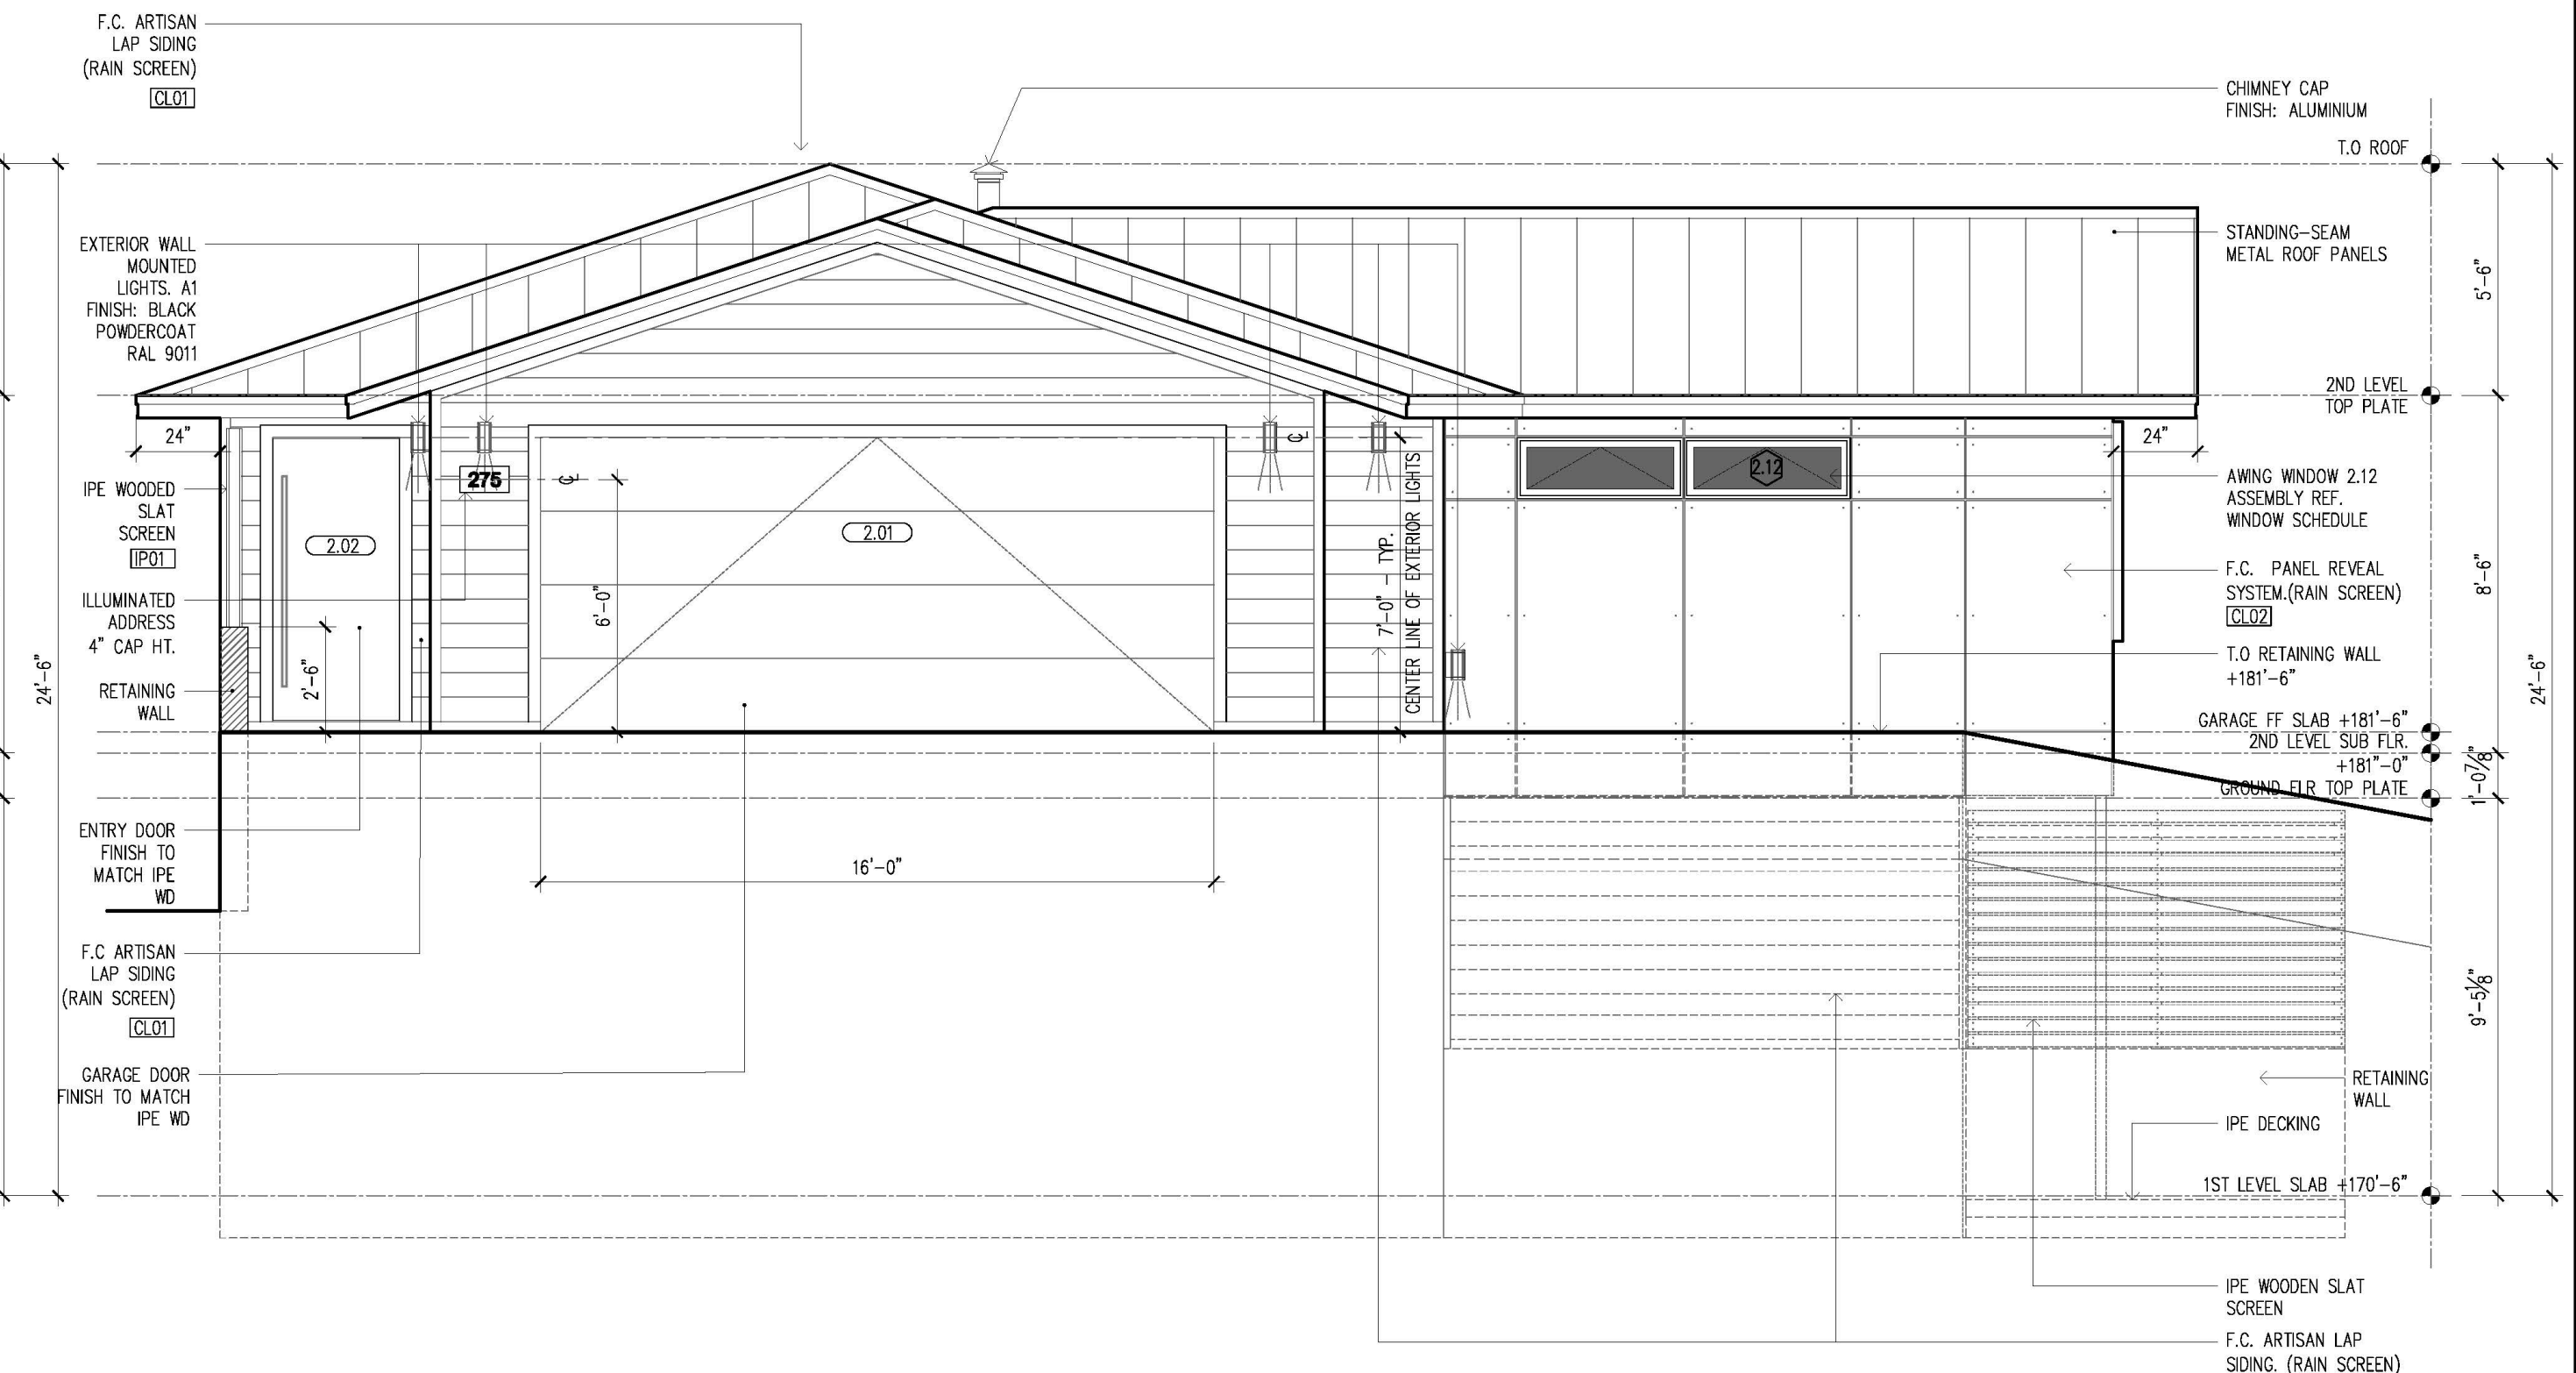 F.C. ARTISAN
LAP SIDING
(RAIN SCREEN)
CL01
CHIMNEY CAP
FINISH: ALUMINIUM
T.O ROOF
EXTERIOR WALL
MOUNTED
LIGHTS. A1
FINISH: BLACK
POWDERCOAT
RAL 9011
STANDING-SEAM
METAL ROOF PANELS
5'-6"
2ND LEVEL
TOP PLATE
24"
24"
IPE WOODED
SLAT
SCREEN
IP01
275
℄
℄
2.02
2.01
2.12
6'-0"
7'-0" - TYP.
CENTER LINE OF EXTERIOR LIGHTS
AWING WINDOW 2.12
ASSEMBLY REF.
WINDOW SCHEDULE
F.C. PANEL REVEAL
SYSTEM.(RAIN SCREEN)
CL02
8'-6"
ILLUMINATED
ADDRESS
4" CAP HT.
24'-6"
2'-6"
24'-6"
RETAINING
WALL
T.O RETAINING WALL
+181'-6"
GARAGE FF SLAB +181'-6"
2ND LEVEL SUB FLR.
+181"-0"
GROUND FLR TOP PLATE
1'-07/8"
ENTRY DOOR
FINISH TO
MATCH IPE
WD
16'-0"
F.C ARTISAN
LAP SIDING
(RAIN SCREEN)
CL01
9'-51/8"
GARAGE DOOR
FINISH TO MATCH
IPE WD
RETAINING
WALL
IPE DECKING
1ST LEVEL SLAB +170'-6"
IPE WOODEN SLAT
SCREEN
F.C. ARTISAN LAP
SIDING. (RAIN SCREEN)